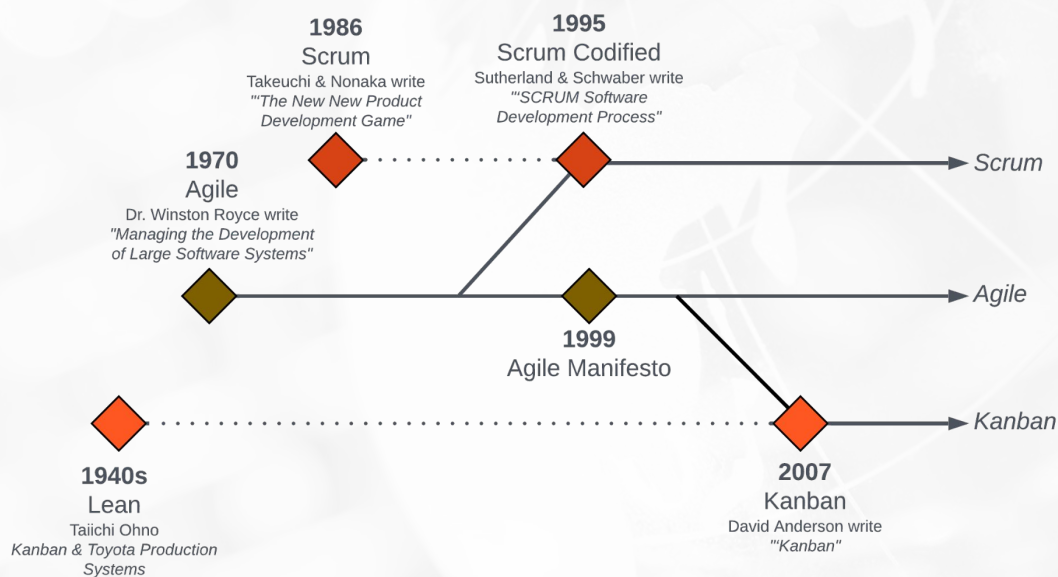 1986
Scrum
Takeuchi & Nonaka write
"'The New New Product
Development Game"
1995
Scrum Codified
Sutherland & Schwaber write
"'SCRUM Software
Development Process"
Scrum
1970
Agile
Dr. Winston Royce write
"Managing the Development
of Large Software Systems"
Agile
1999
Agile Manifesto
Kanban
1940s
Lean
Taiichi Ohno
Kanban & Toyota Production
Systems
2007
Kanban
David Anderson write
"'Kanban"